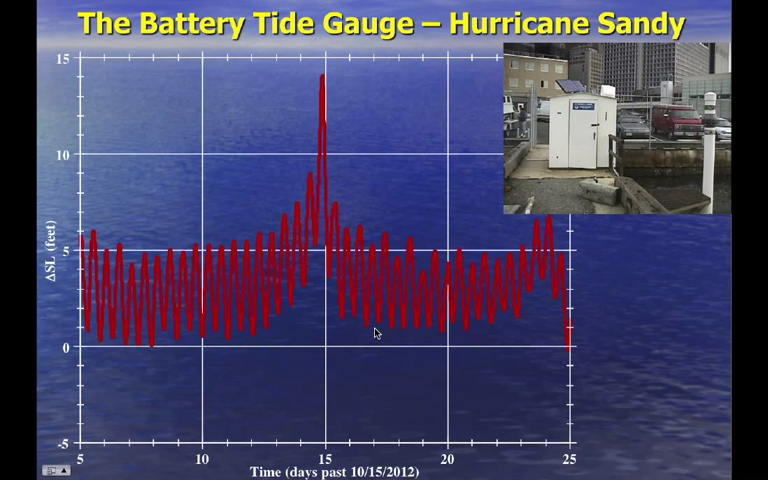 The Battery Tide Gauge – Hurricane Sandy
15
10
5
0
-5
ΔSL (feet)
5 10 15 20 25
Time (days past 10/15/2012)